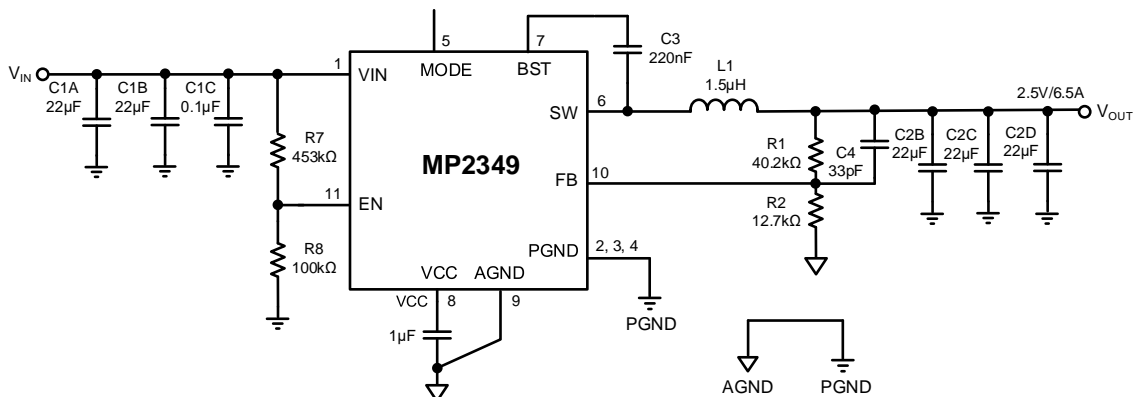 5
7
C3
220nF
L1
1.5µH
VIN
1
VIN
MODE
BST
C1A
22µF
C1B
22µF
C1C
0.1µF
SW
6
2.5V/6.5A
VOUT
R7
453kΩ
MP2349
R1
40.2kΩ
C4
33pF
C2B
22µF
C2C
22µF
C2D
22µF
FB
10
11
EN
R2
12.7kΩ
R8
100kΩ
PGND
2, 3, 4
VCC
AGND
VCC
8
9
PGND
1µF
AGND
PGND